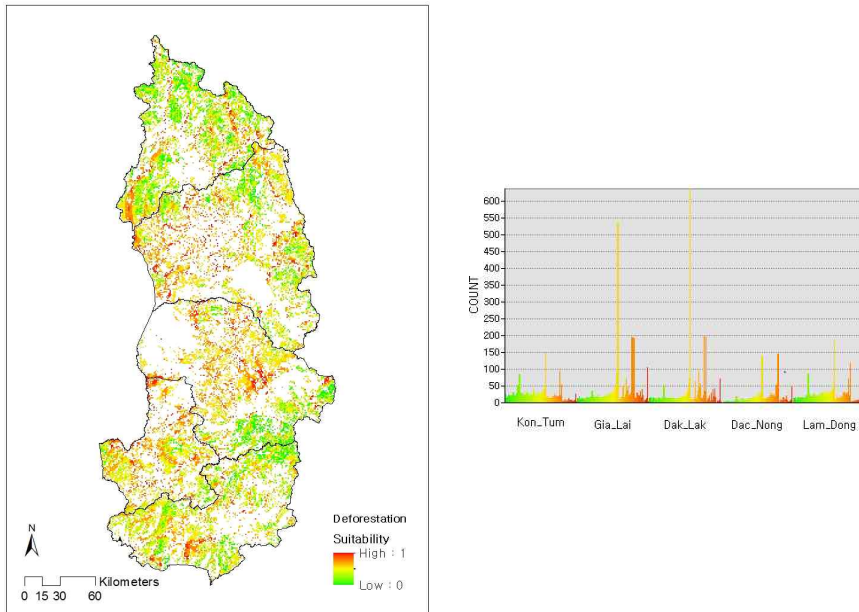 Deforestation
Suitability
High : 1
Low : 0
N
Kilometers
0 15 30 60
COUNT
600
550
500
450
400
350
300
250
200
150
100
50
0
Kon_Tum Gia_Lai Dak_Lak Dac_Nong Lam_Dong